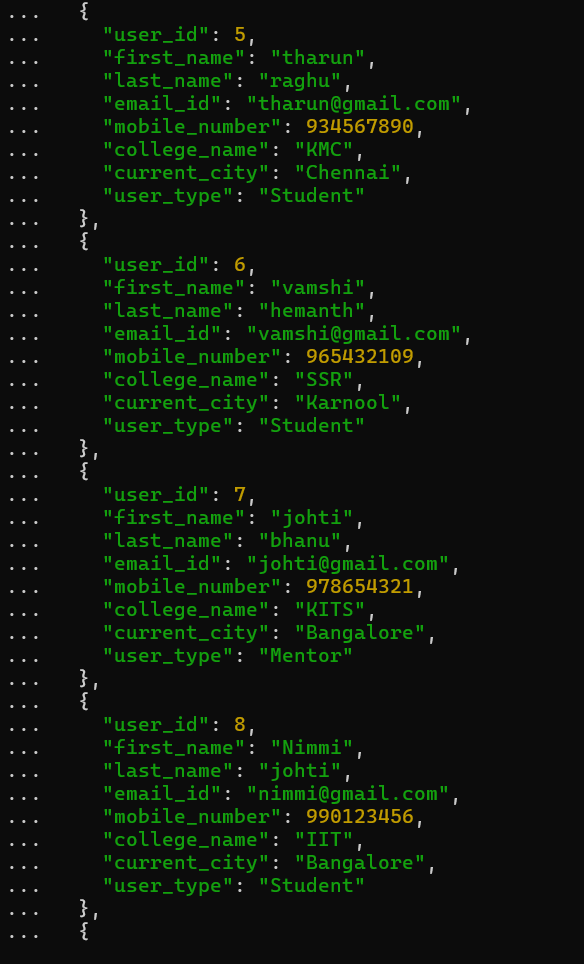 ...   {
...     "user_id": 5,
...     "first_name": "tharun",
...     "last_name": "raghu",
...     "email_id": "tharun@gmail.com",
...     "mobile_number": 934567890,
...     "college_name": "KMC",
...     "current_city": "Chennai",
...     "user_type": "Student"
...   },
...   {
...     "user_id": 6,
...     "first_name": "vamshi",
...     "last_name": "hemanth",
...     "email_id": "vamshi@gmail.com",
...     "mobile_number": 965432109,
...     "college_name": "SSR",
...     "current_city": "Karnool",
...     "user_type": "Student"
...   },
...   {
...     "user_id": 7,
...     "first_name": "johti",
...     "last_name": "bhanu",
...     "email_id": "johti@gmail.com",
...     "mobile_number": 978654321,
...     "college_name": "KITS",
...     "current_city": "Bangalore",
...     "user_type": "Mentor"
...   },
...   {
...     "user_id": 8,
...     "first_name": "Nimmi",
...     "last_name": "johti",
...     "email_id": "nimmi@gmail.com",
...     "mobile_number": 990123456,
...     "college_name": "IIT",
...     "current_city": "Bangalore",
...     "user_type": "Student"
...   },
...   {